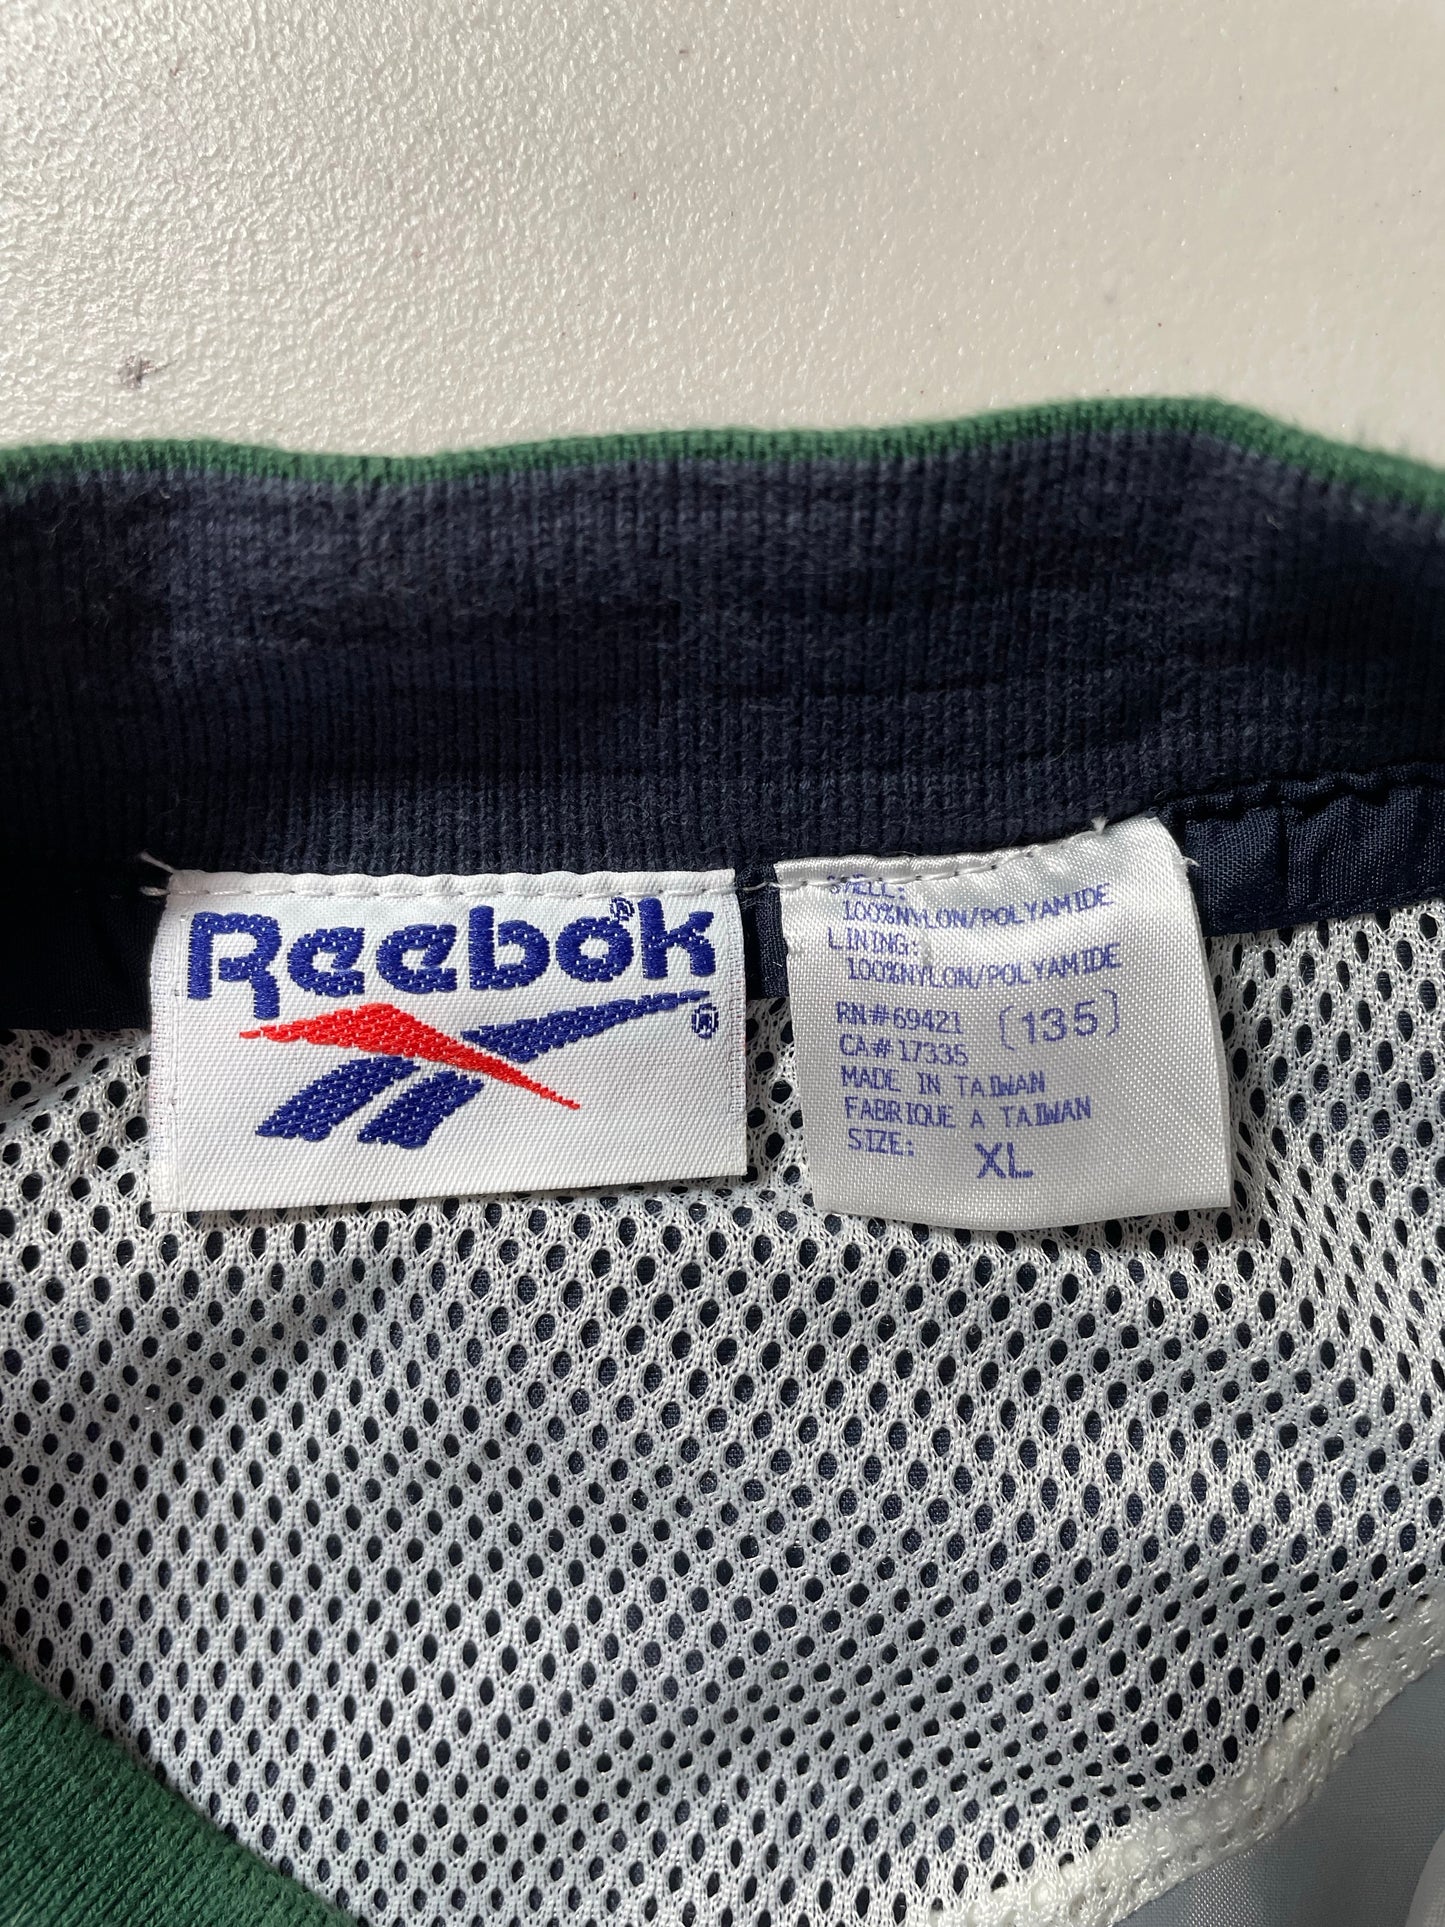 Reebok®
®
SHELL:
100%NYLON/POLYAMIDE
LINING:
100%NYLON/POLYAMIDE
RN#69421 (135)
CA#17335
MADE IN TAIWAN
FABRIQUE A TAIWAN
SIZE: XL